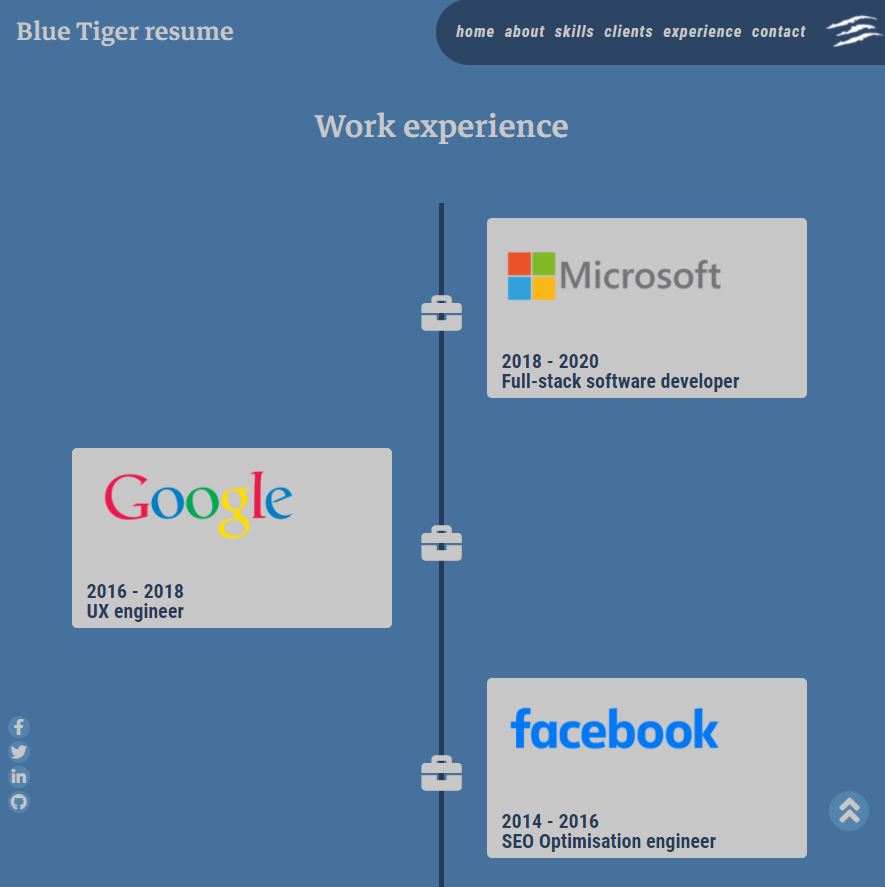 Blue Tiger resume
home about skills clients experience contact
Work experience
Microsoft
2018 - 2020
Full-stack software developer
Google
2016 - 2018
UX engineer
facebook
2014 - 2016
SEO Optimisation engineer